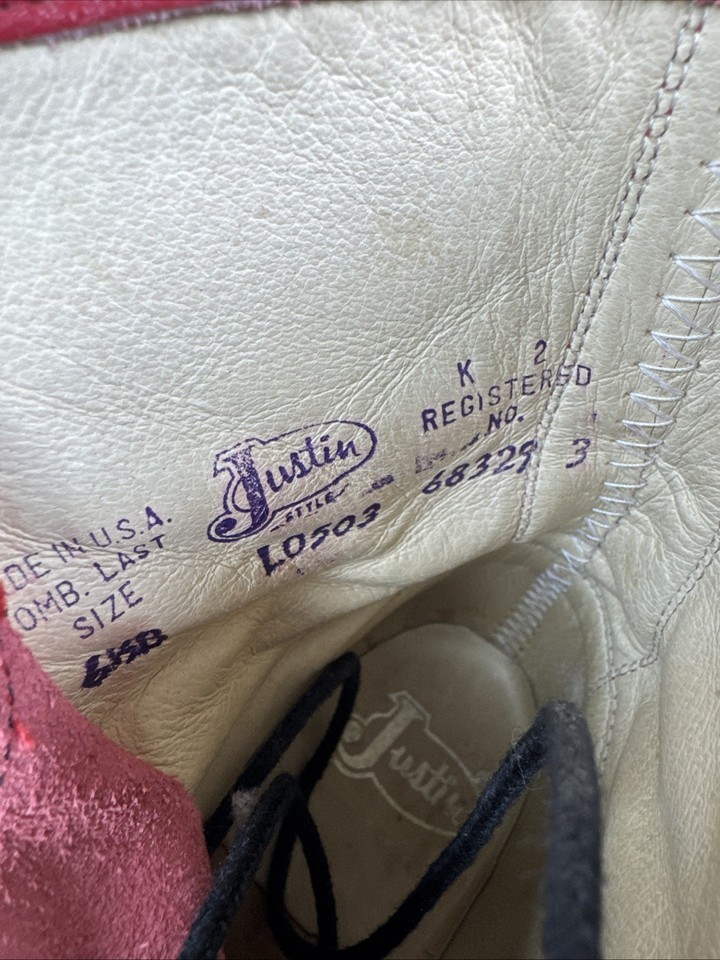 K 2
REGISTERED
NO.
68329 3
Justin
STYLE
L0503
DE IN U.S.A.
OMB. LAST
SIZE
Justin